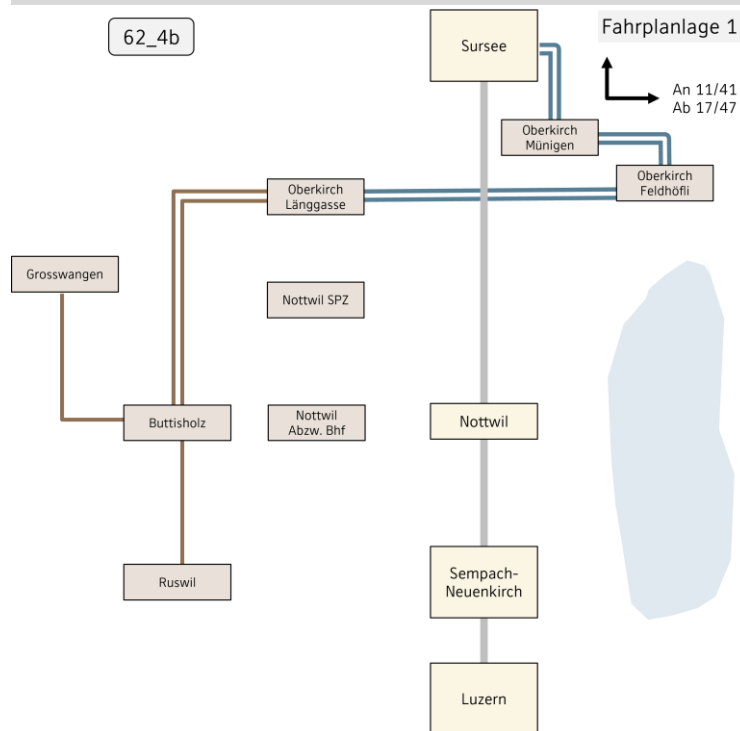 62_4b
Sursee
Fahrplanlage 1
An 11/41
Ab 17/47
Oberkirch
Münigen
Oberkirch
Feldhöfli
Oberkirch
Länggasse
Grosswangen
Nottwil SPZ
Buttisholz
Nottwil
Abzw. Bhf
Nottwil
Ruswil
Sempach-
Neuenkirch
Luzern